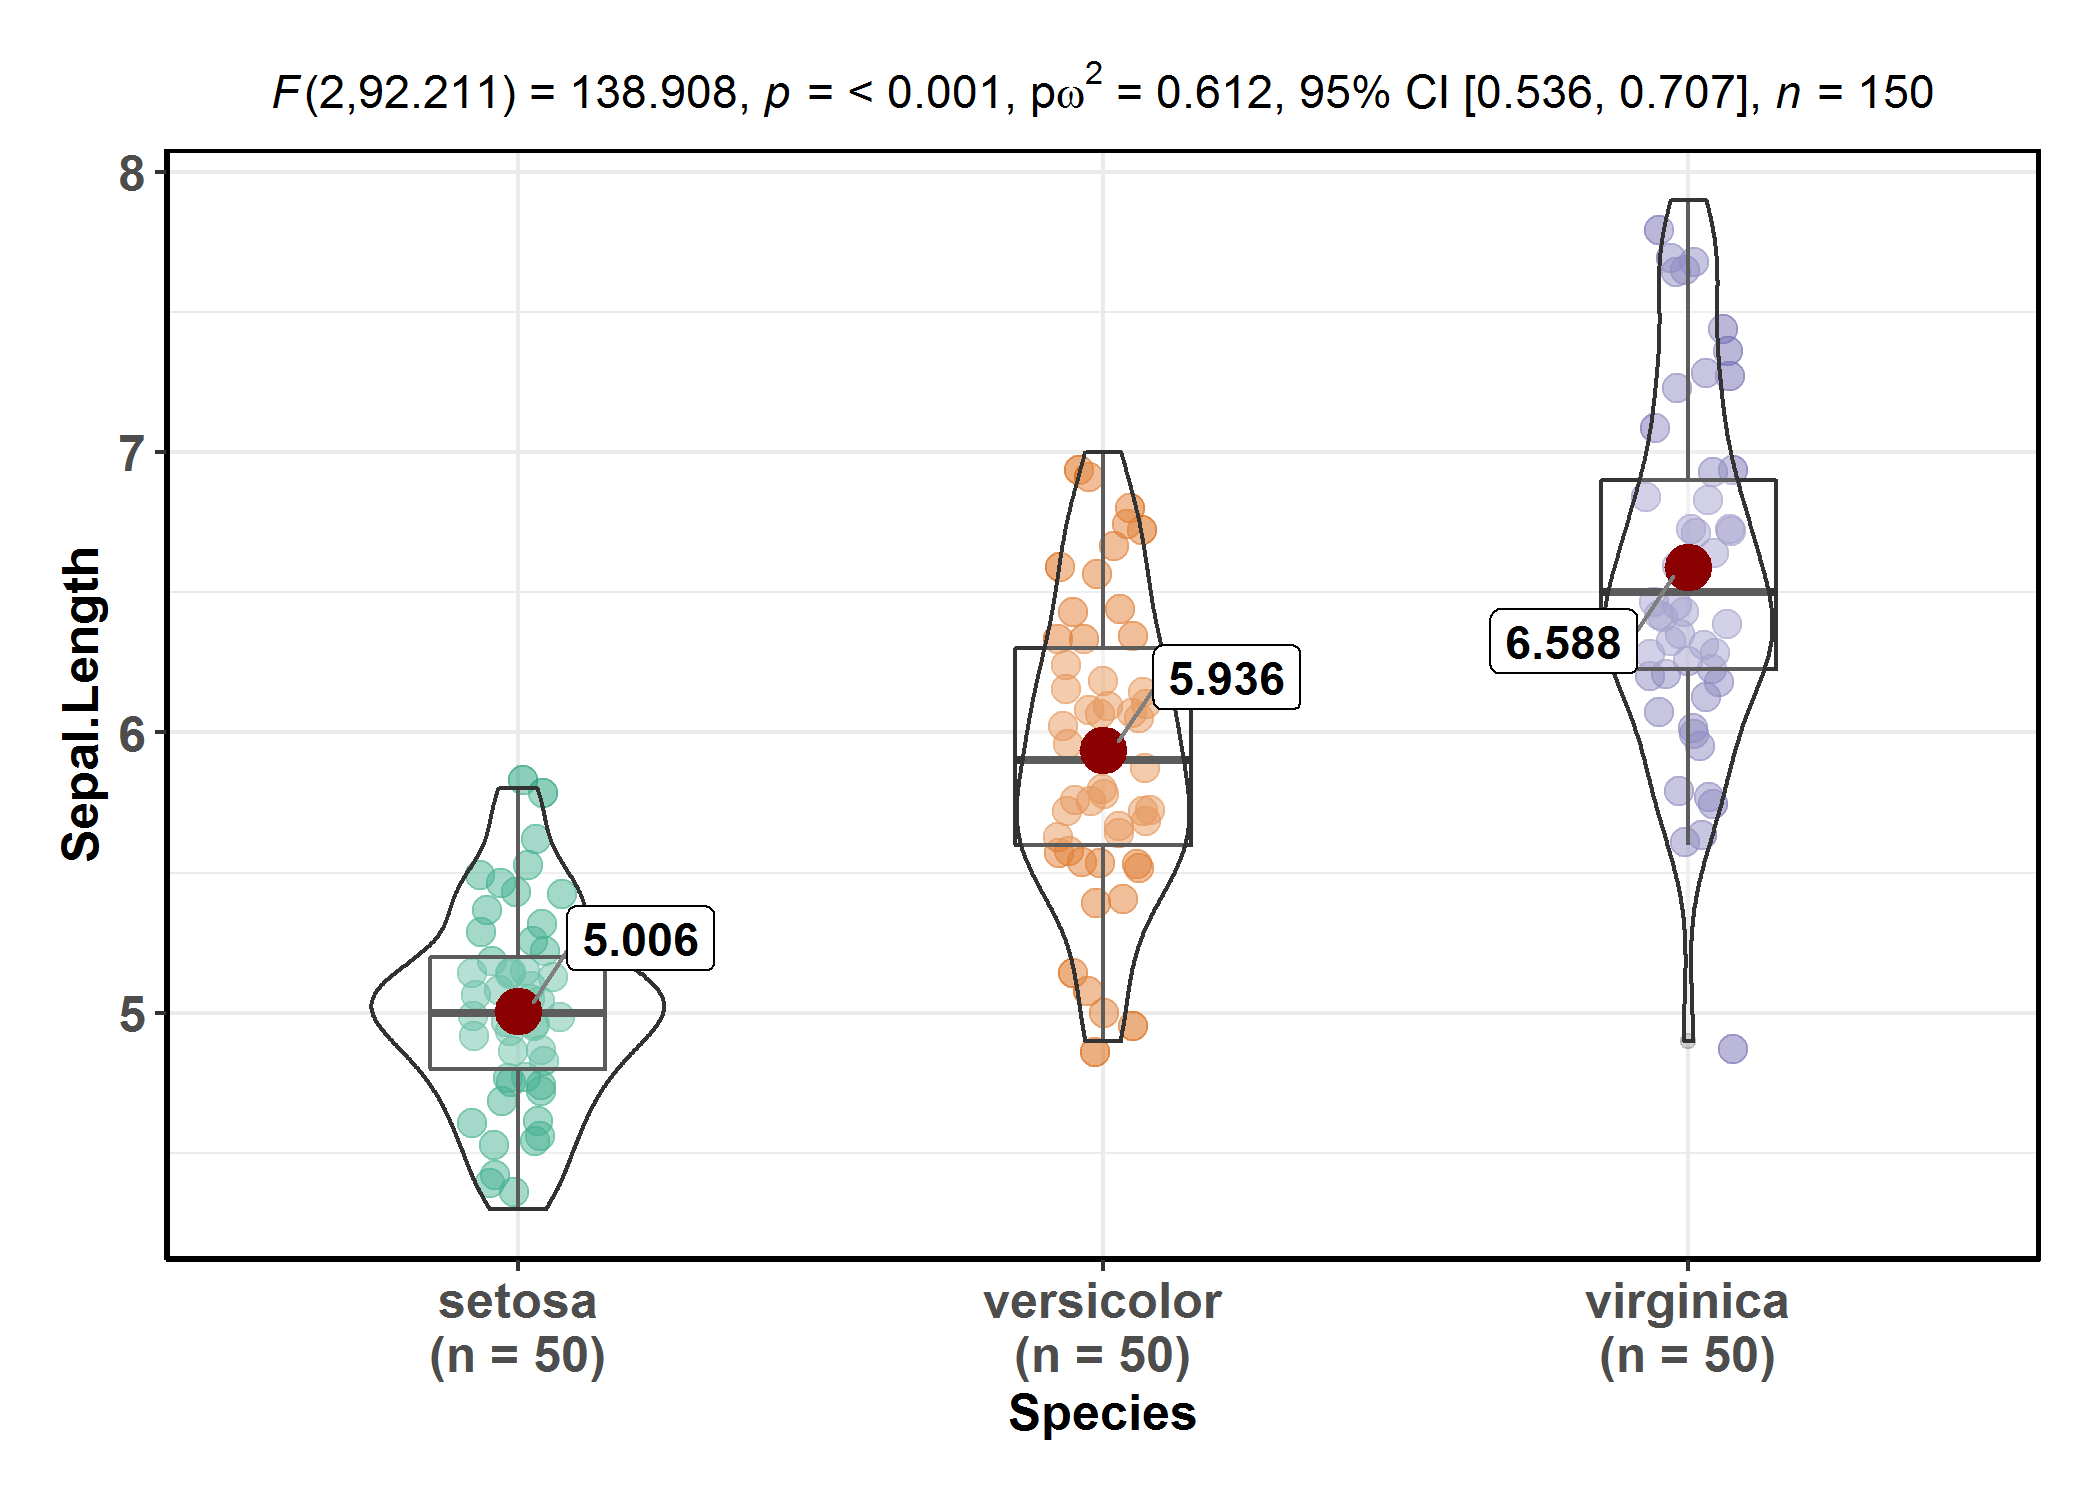 F(2,92.211) = 138.908, p = < 0.001, pω² = 0.612, 95% CI [0.536, 0.707], n = 150
8
7
6
5
Sepal.Length
5.006
5.936
6.588
setosa
(n = 50)
versicolor
(n = 50)
virginica
(n = 50)
Species